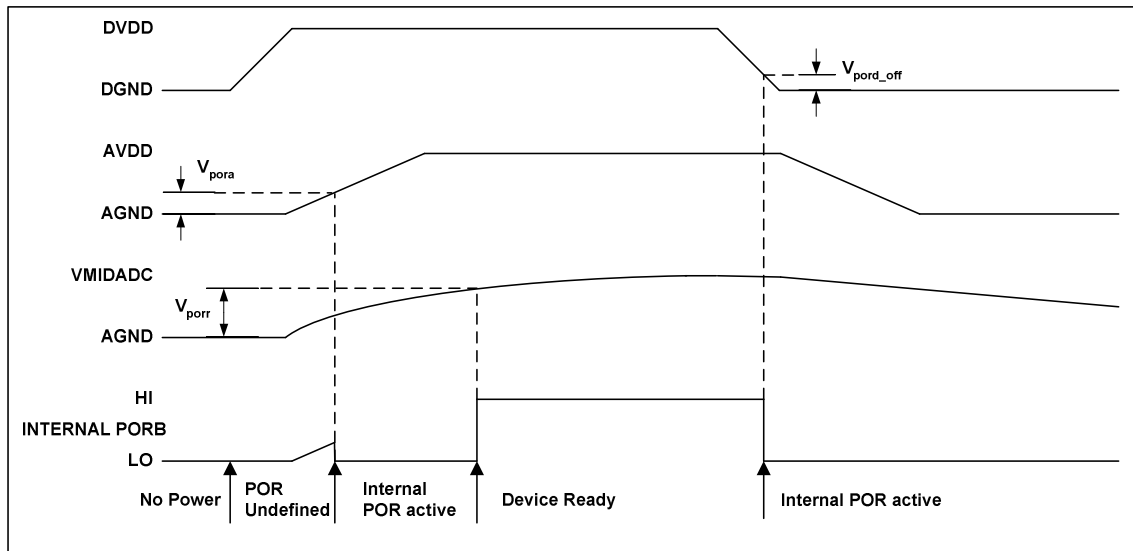 DVDD
V_pord_off
DGND
AVDD
V_pora
AGND
VMIDADC
V_porr
AGND
HI
INTERNAL PORB
LO
No Power
POR
Undefined
Internal
POR active
Device Ready
Internal POR active